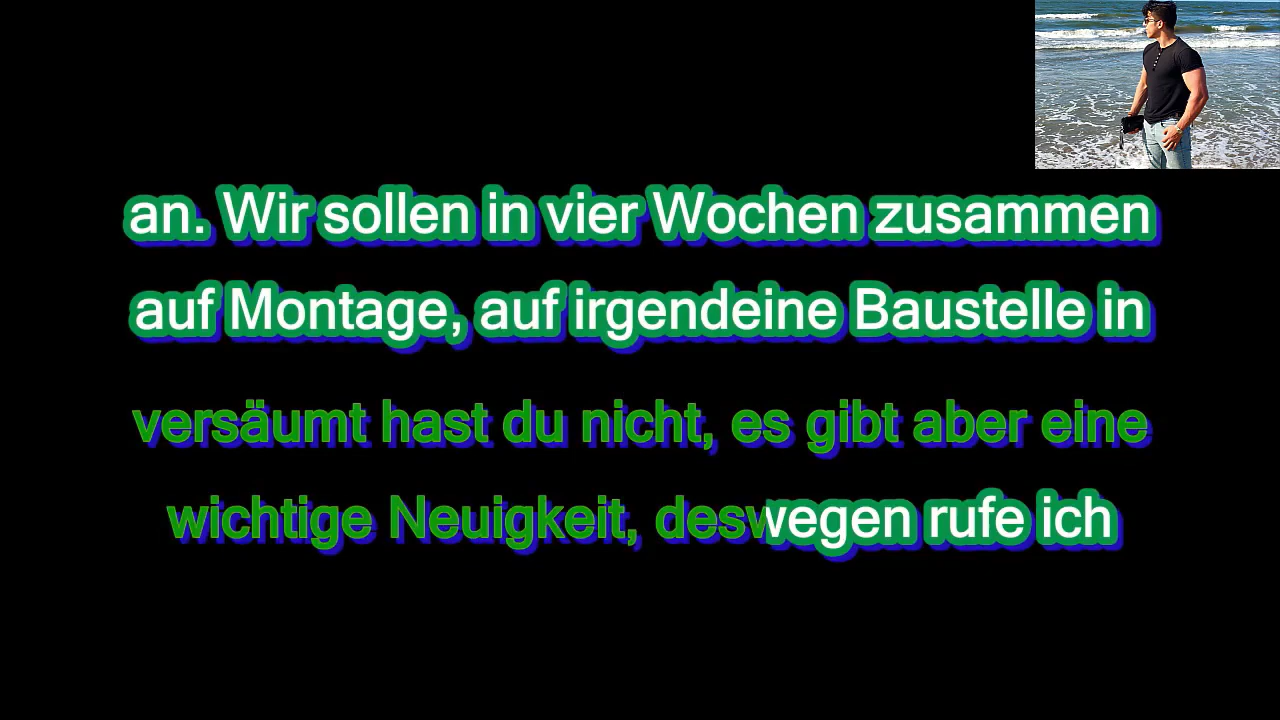 an. Wir sollen in vier Wochen zusammen
auf Montage, auf irgendeine Baustelle in
versäumt hast du nicht, es gibt aber eine
wichtige Neuigkeit, deswegen rufe ich